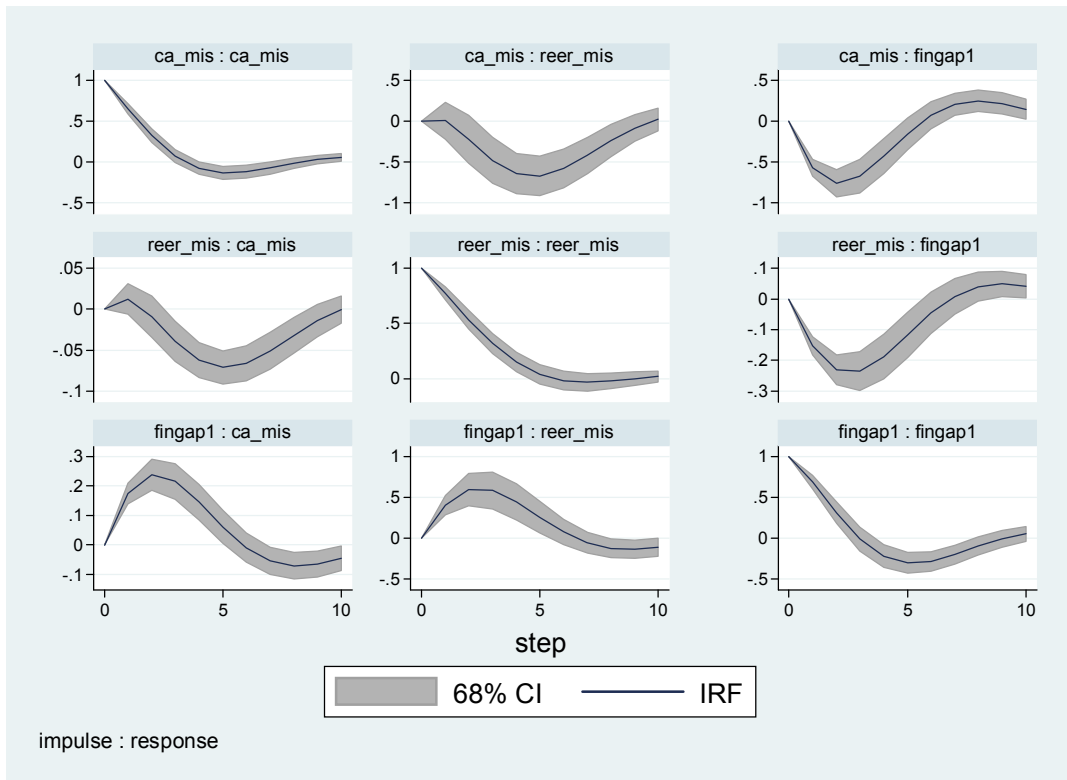 ca_mis : ca_mis
ca_mis : reer_mis
ca_mis : fingap1
1
.5
0
-.5
.5
0
-.5
-1
.5
0
-.5
-1
reer_mis : ca_mis
reer_mis : reer_mis
reer_mis : fingap1
.05
0
-.05
-.1
1
.5
0
.1
0
-.1
-.2
-.3
fingap1 : ca_mis
fingap1 : reer_mis
fingap1 : fingap1
.3
.2
.1
0
-.1
1
.5
0
-.5
1
.5
0
-.5
0 5 10
0 5 10
0 5 10
step
68% CI IRF
impulse : response